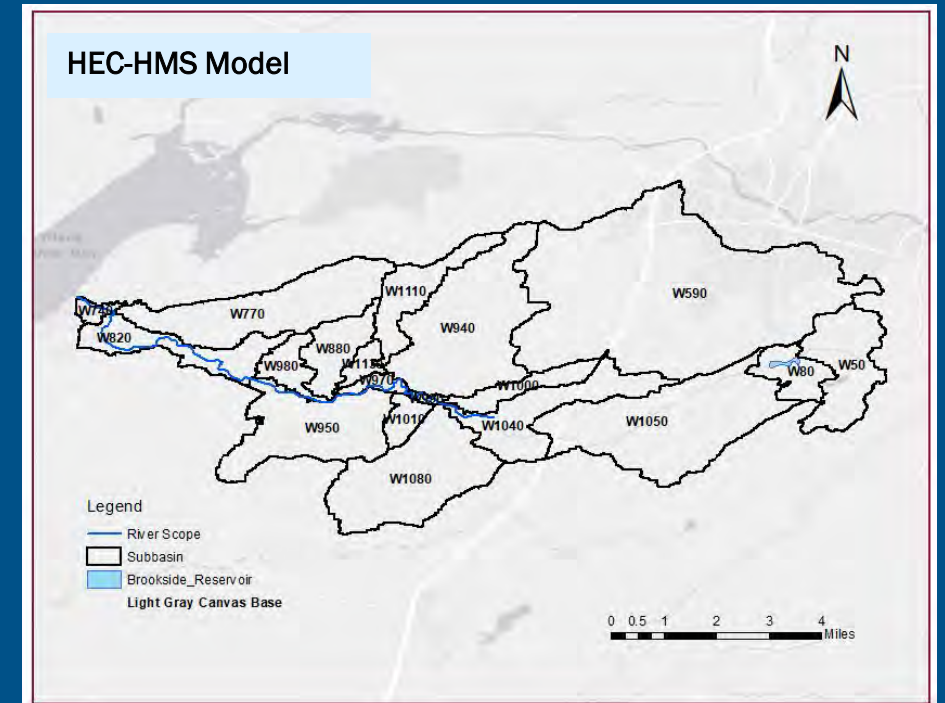 HEC-HMS Model
N
W1110
W590
W770
W940
W820
W880
W980
W80
W50
W970
W1000
W950
W1010
W1040
W1050
W1080
Legend
River Scope
Subbasin
Brookside_Reservoir
Light Gray Canvas Base
0 0.5 1 2 3 4
Miles